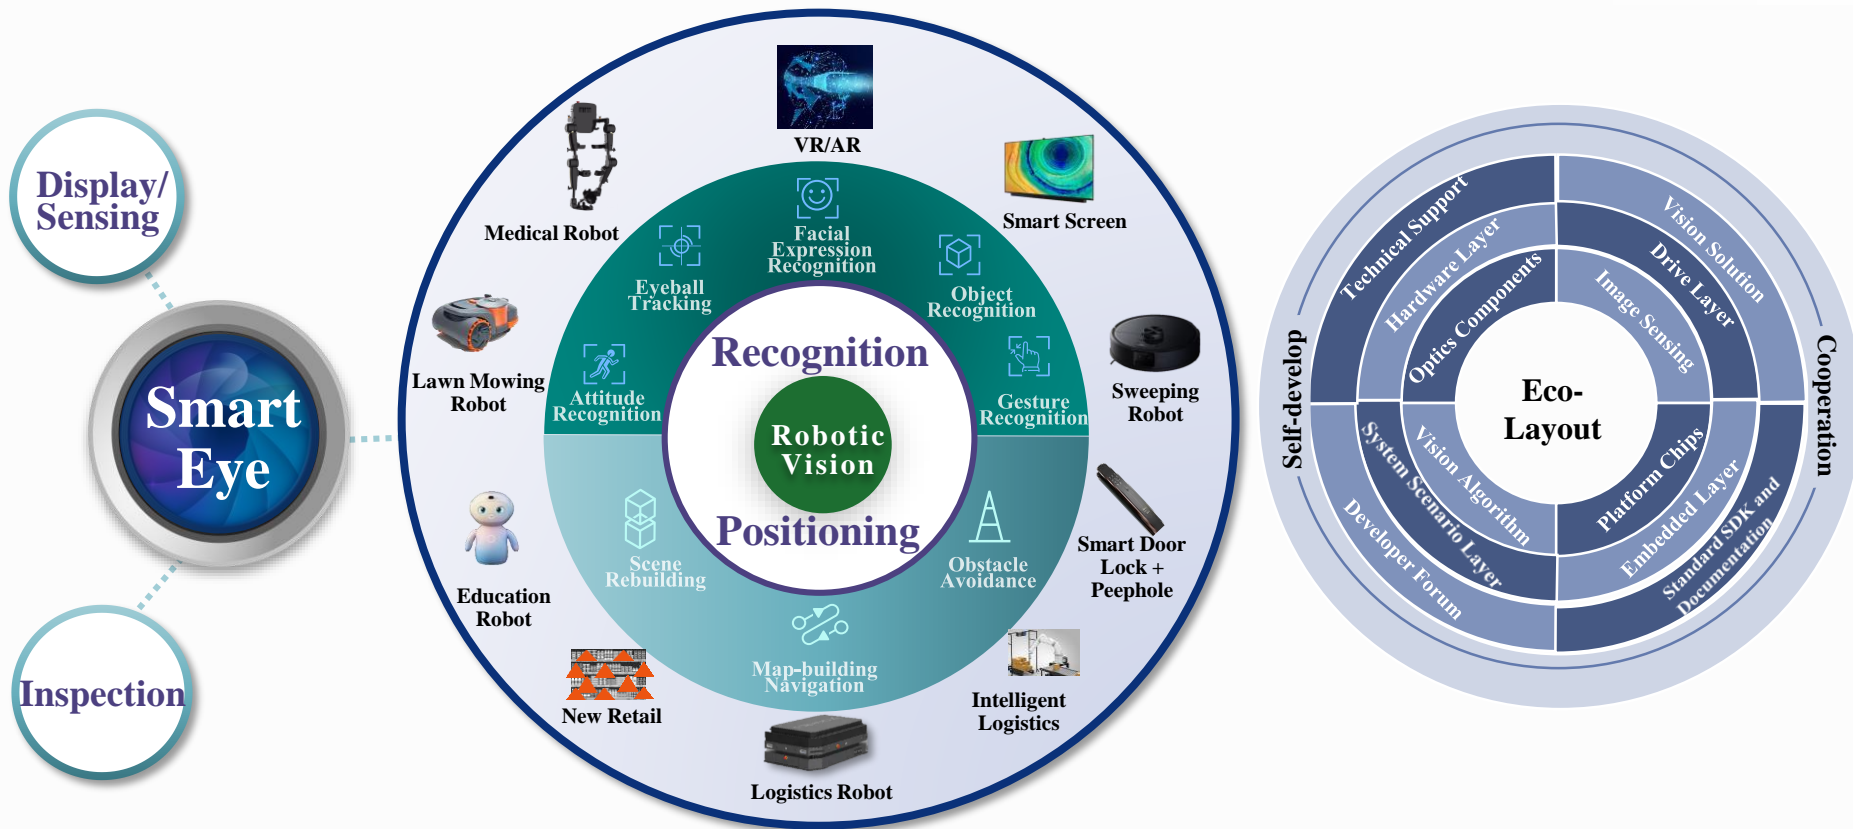 Display/
Sensing
Smart
Eye
Inspection
VR/AR
Medical Robot
Smart Screen
Lawn Mowing
Robot
Sweeping
Robot
Education
Robot
Smart Door
Lock +
Peephole
New Retail
Intelligent
Logistics
Logistics Robot
Facial
Expression
Recognition
Eyeball
Tracking
Object
Recognition
Attitude
Recognition
Gesture
Recognition
Recognition
Robotic
Vision
Positioning
Scene
Rebuilding
Obstacle
Avoidance
Map-building
Navigation
Self-develop
Cooperation
Technical Support
Vision Solution
Hardware Layer
Drive Layer
Optics Components
Image Sensing
Eco-
Layout
Vision Algorithm
Platform Chips
System Scenario Layer
Embedded Layer
Developer Forum
Standard SDK and
Documentation